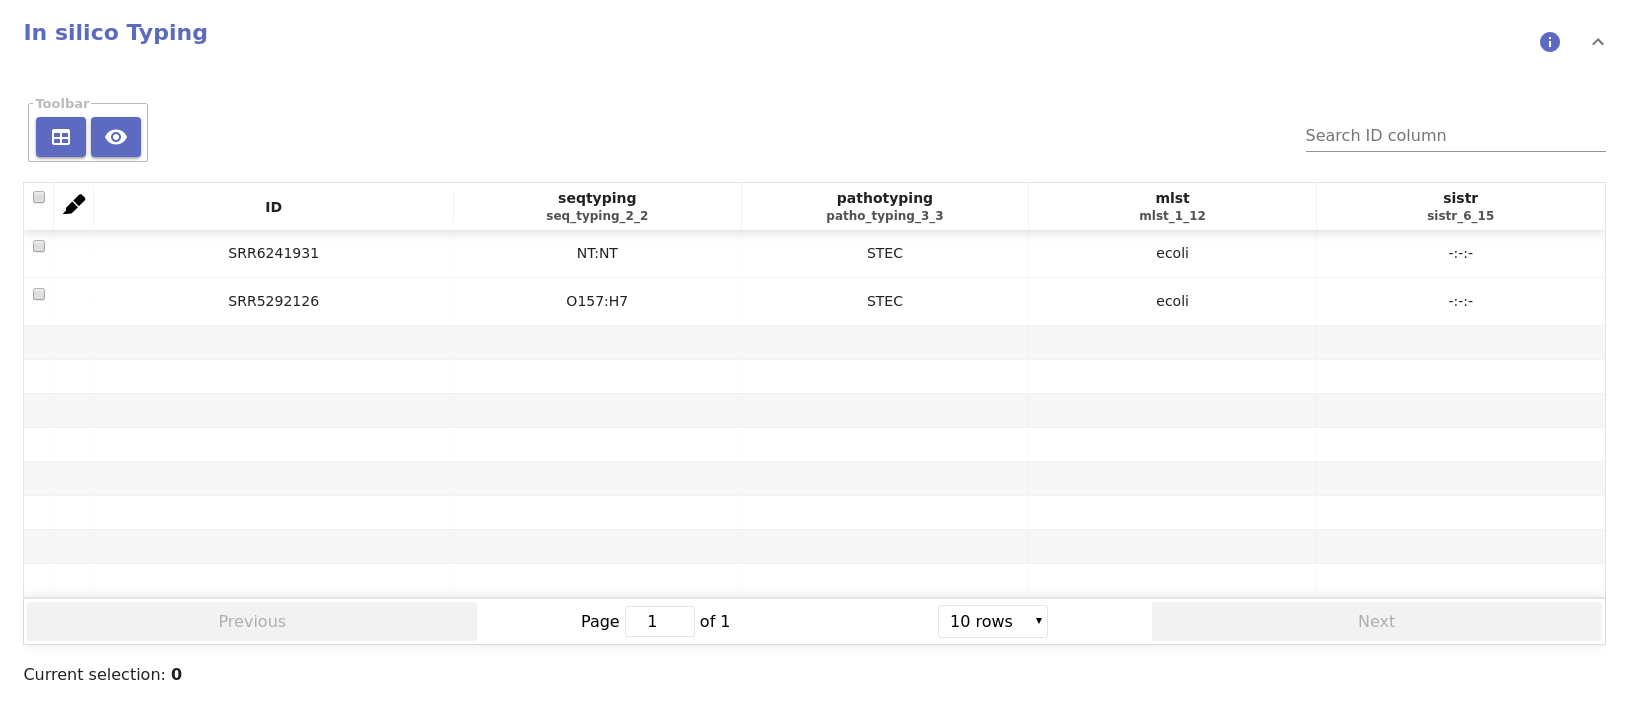 In silico Typing
Toolbar
Search ID column
ID seqtyping pathotyping mlst sistr
seq_typing_2_2 patho_typing_3_3 mlst_1_12 sistr_6_15
SRR6241931 NT:NT STEC ecoli -:-:-
SRR5292126 O157:H7 STEC ecoli -:-:-
Previous Page 1 of 1 10 rows Next
Current selection: 0